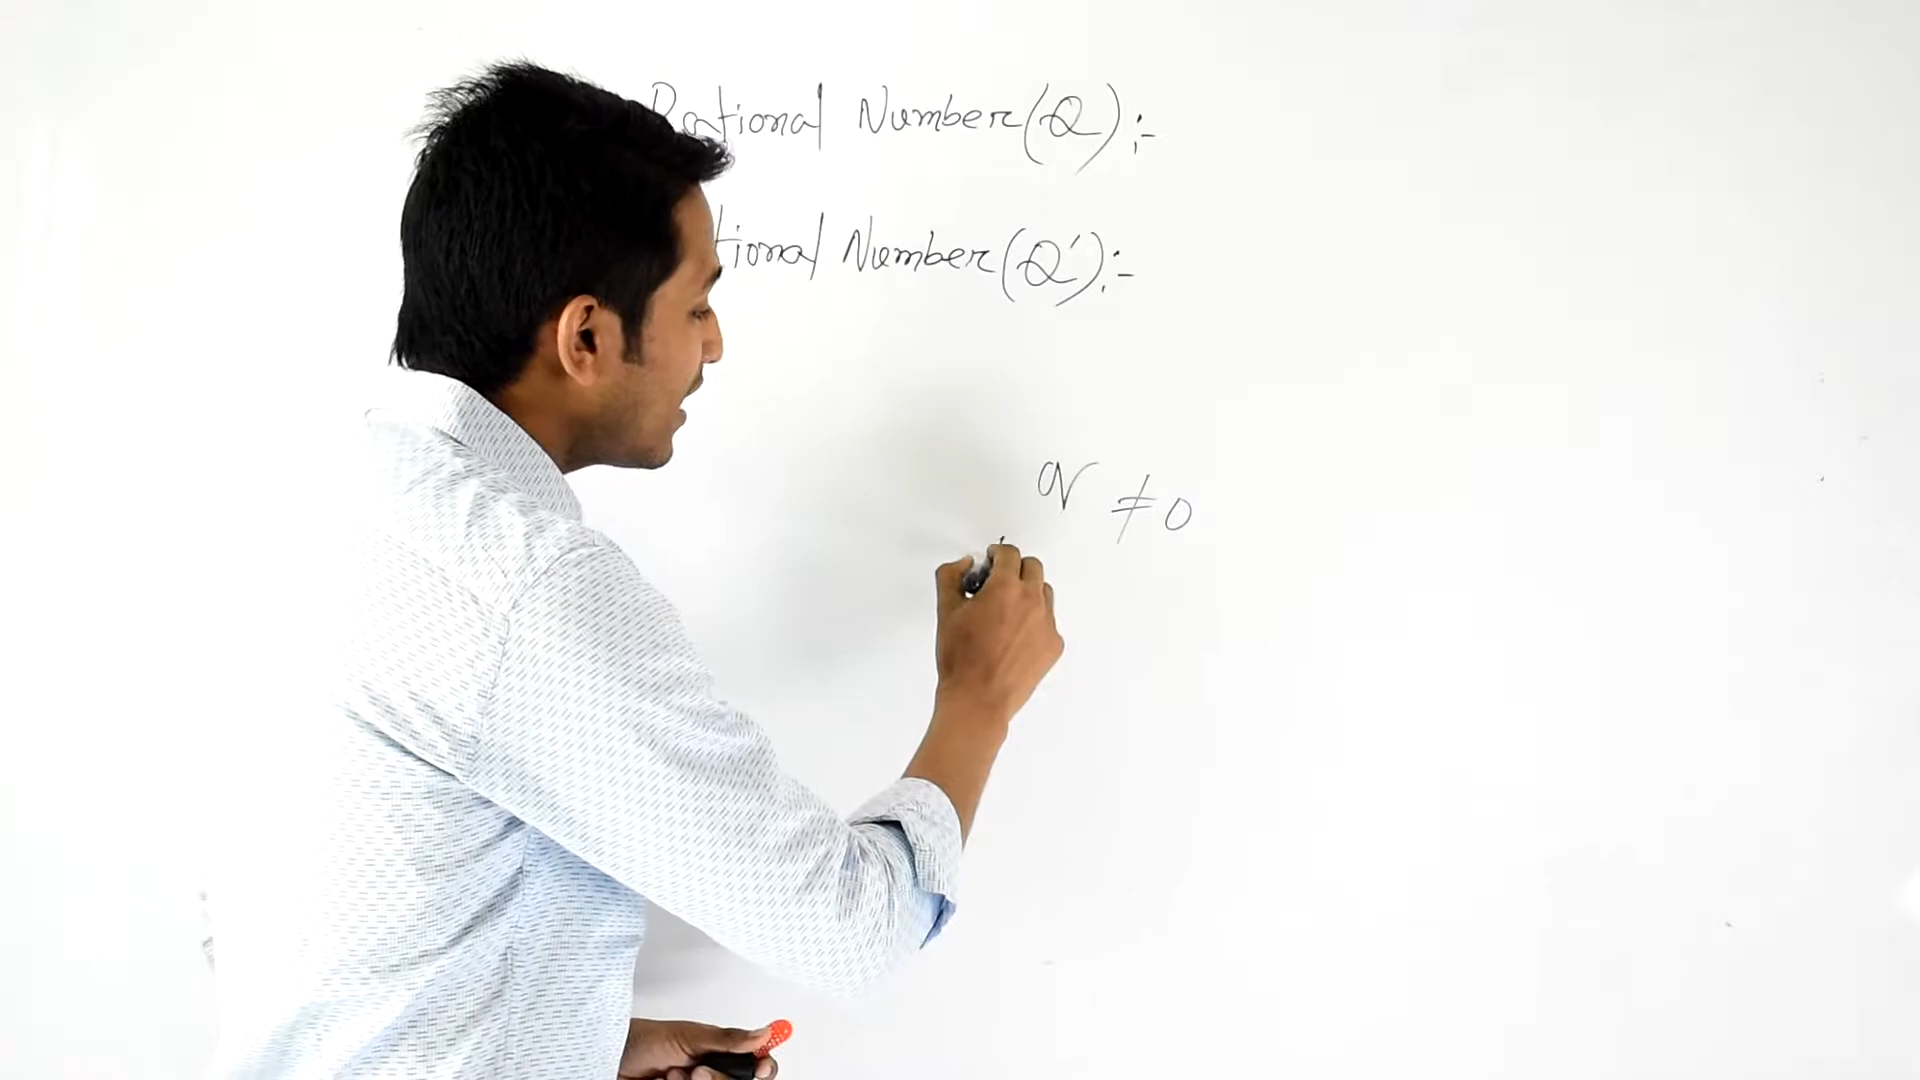 Rational Number(Q):-
tional Number(Q'):-
q ≠ 0